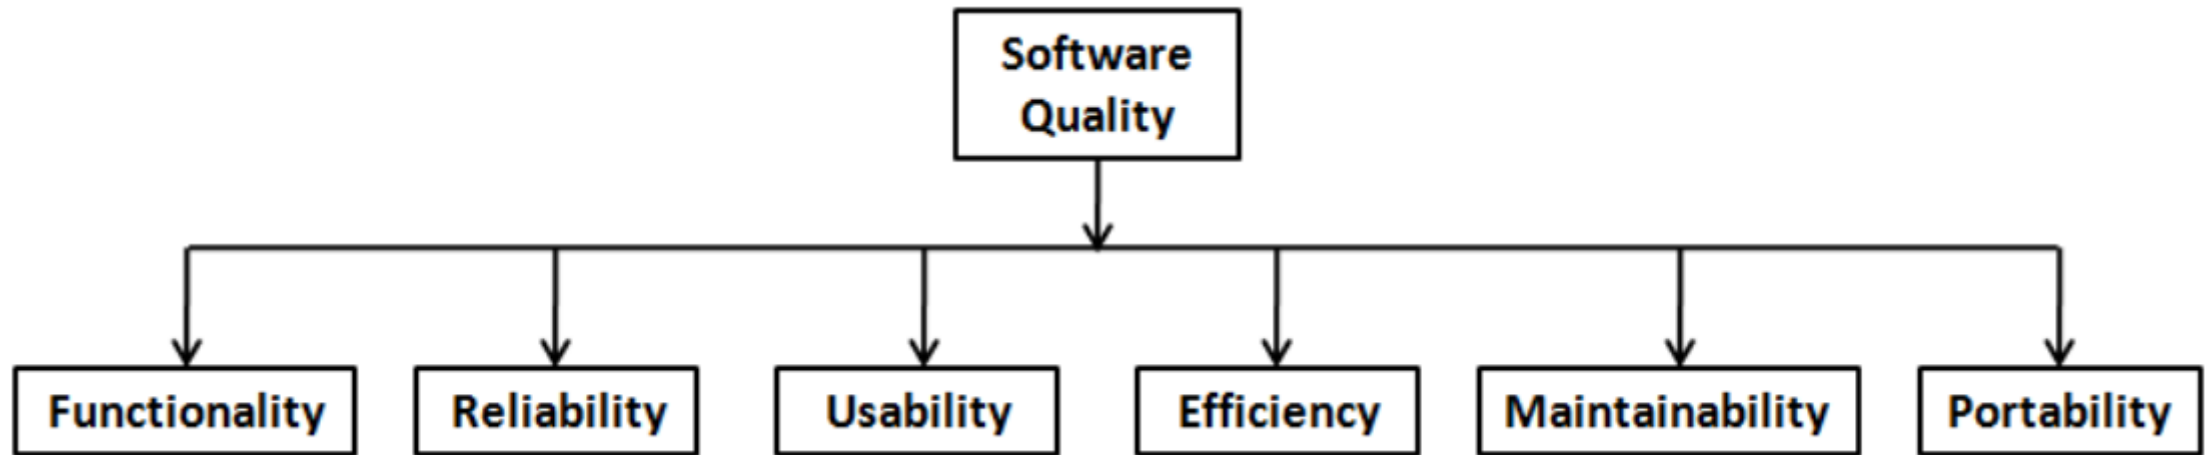 Software
Quality
Functionality
Reliability
Usability
Efficiency
Maintainability
Portability